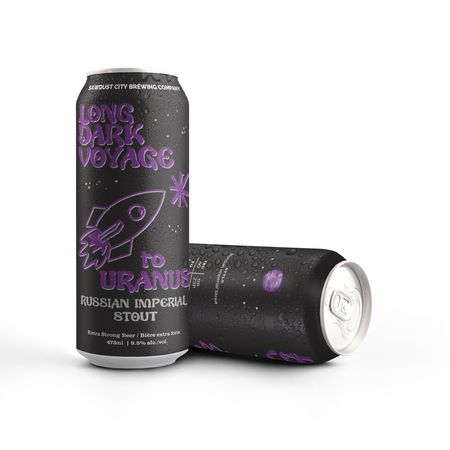 SAWDUST CITY BREWING COMPANY
LONG
DARK
VOYAGE
TO
URANUS
RUSSIAN IMPERIAL
STOUT
Extra Strong Beer / Bière extra forte
473ml | 9.5% alc./vol.